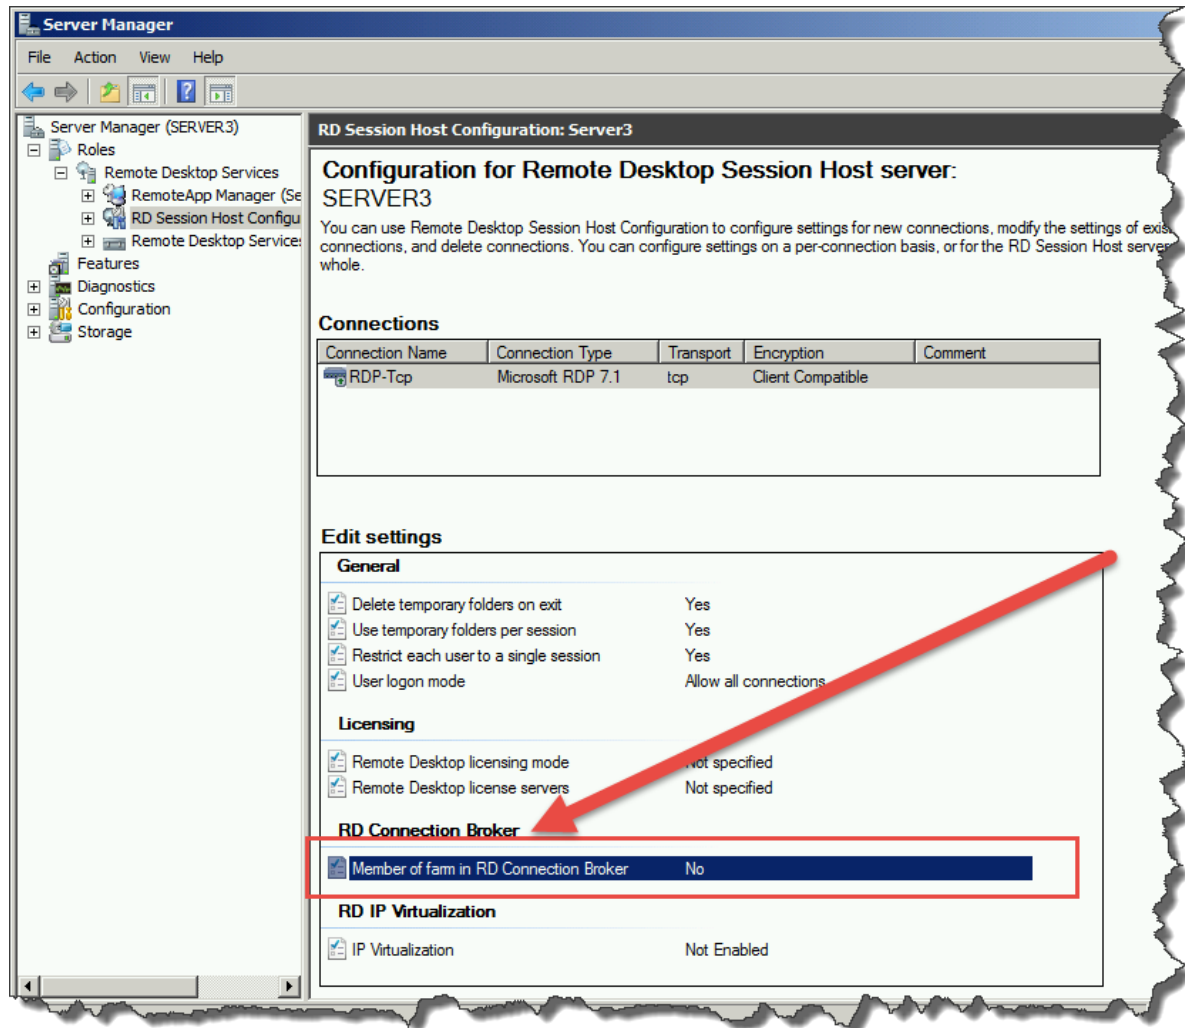 Server Manager
File Action View Help
Server Manager (SERVER3)
Roles
Remote Desktop Services
RemoteApp Manager (Se
RD Session Host Configu
Remote Desktop Service
Features
Diagnostics
Configuration
Storage
RD Session Host Configuration: Server3
Configuration for Remote Desktop Session Host server:
SERVER3
You can use Remote Desktop Session Host Configuration to configure settings for new connections, modify the settings of exis
connections, and delete connections. You can configure settings on a per-connection basis, or for the RD Session Host server
whole.
Connections
Connection Name Connection Type Transport Encryption Comment
RDP-Tcp Microsoft RDP 7.1 tcp Client Compatible
Edit settings
General
Delete temporary folders on exit Yes
Use temporary folders per session Yes
Restrict each user to a single session Yes
User logon mode Allow all connections
Licensing
Remote Desktop licensing mode Not specified
Remote Desktop license servers Not specified
RD Connection Broker
Member of farm in RD Connection Broker No
RD IP Virtualization
IP Virtualization Not Enabled